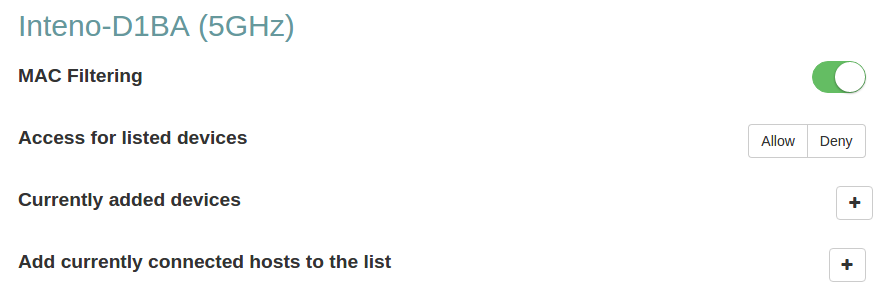 Inteno-D1BA (5GHz)
MAC Filtering
Access for listed devices
Allow Deny
Currently added devices
Add currently connected hosts to the list